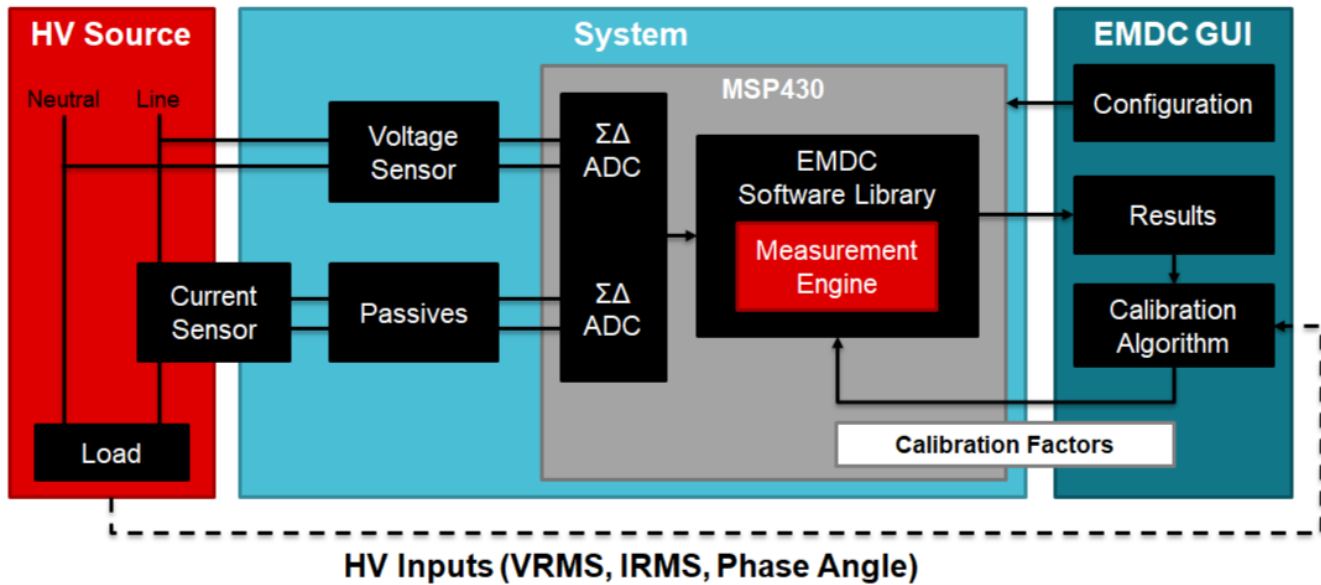 HV Source
System
EMDC GUI
Neutral
Line
MSP430
Configuration
Voltage
Sensor
ΣΔ
ADC
EMDC
Software Library
Measurement
Engine
Results
Current
Sensor
Passives
ΣΔ
ADC
Calibration
Algorithm
Load
Calibration Factors
HV Inputs (VRMS, IRMS, Phase Angle)